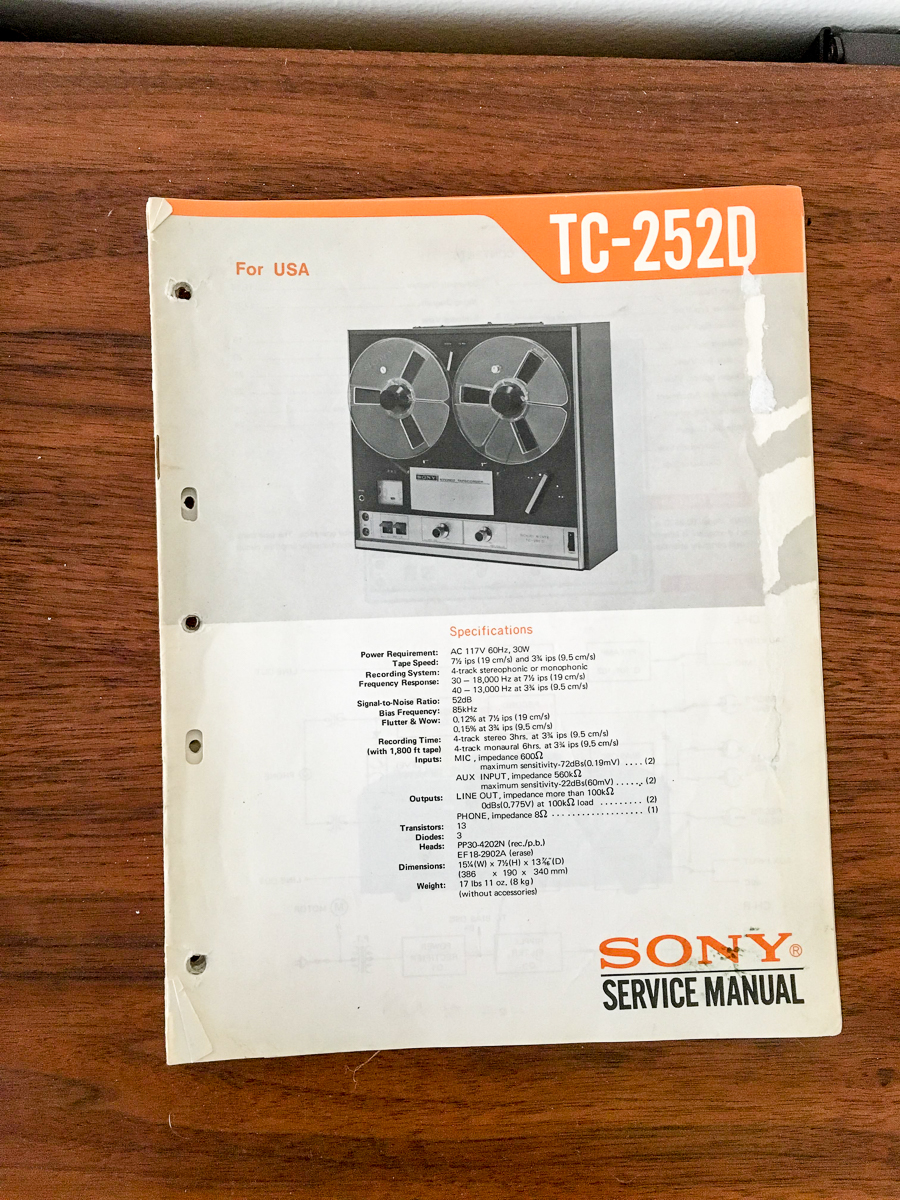 TC-252D
For USA
SONY
Specifications
Power Requirement: AC 117V 60Hz, 30W
Tape Speed: 7½ ips (19 cm/s) and 3¾ ips (9.5 cm/s)
Recording System: 4-track stereophonic or monophonic
Frequency Response: 30 – 18,000 Hz at 7½ ips (19 cm/s)
40 – 13,000 Hz at 3¾ ips (9.5 cm/s)
Signal-to-Noise Ratio: 52dB
Bias Frequency: 85kHz
Flutter & Wow: 0.12% at 7½ ips (19 cm/s)
0.15% at 3¾ ips (9.5 cm/s)
Recording Time: 4-track stereo 3hrs. at 3¾ ips (9.5 cm/s)
(with 1,800 ft tape) 4-track monaural 6hrs. at 3¾ ips (9.5 cm/s)
Inputs: MIC, impedance 600Ω
maximum sensitivity-72dBs(0.19mV) .... (2)
AUX INPUT, impedance 560kΩ
maximum sensitivity-22dBs(60mV) ...... (2)
Outputs: LINE OUT, impedance more than 100kΩ
0dBs(0.775V) at 100kΩ load ......... (2)
PHONE, impedance 8Ω .................. (1)
Transistors: 13
Diodes: 3
Heads: PP30-4202N (rec./p.b.)
EF18-2902A (erase)
Dimensions: 15¼(W) x 7½(H) x 13 (D)
(386 x 190 x 340 mm)
Weight: 17 lbs 11 oz. (8 kg)
(without accessories)
SONY®
SERVICE MANUAL